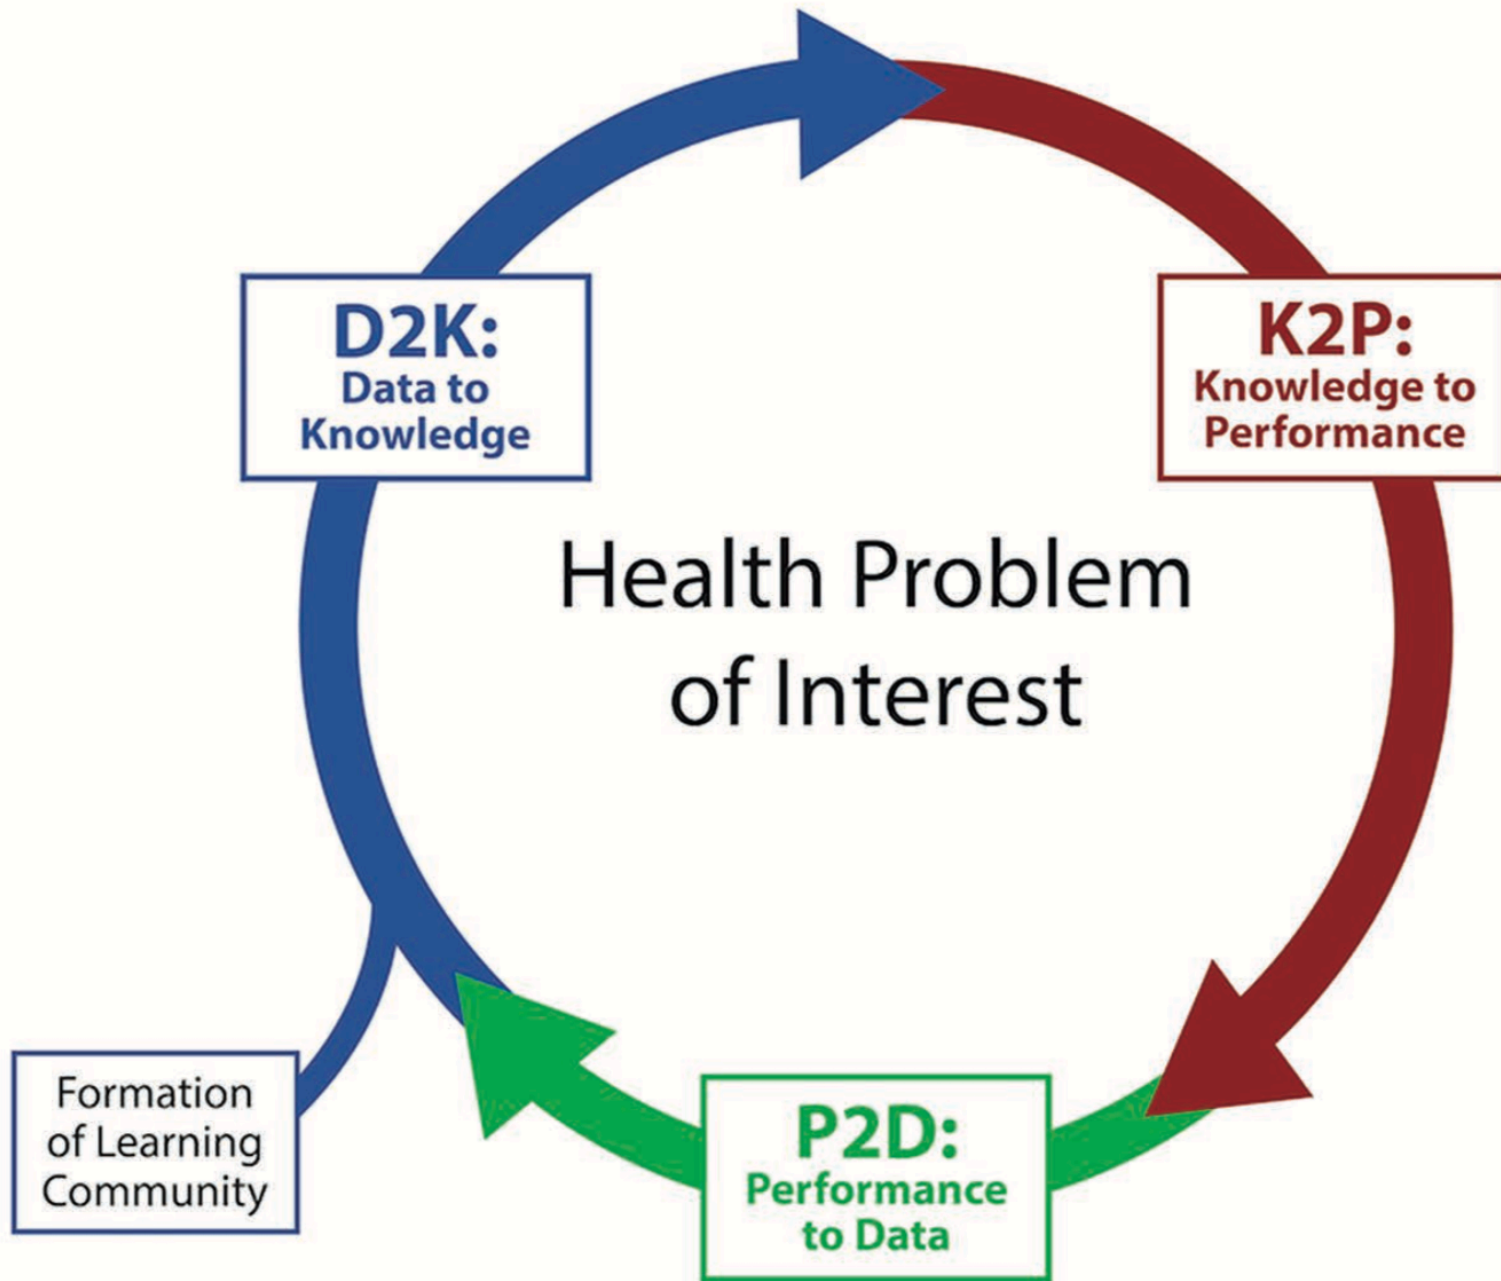 D2K:
Data to
Knowledge
K2P:
Knowledge to
Performance
Health Problem
of Interest
Formation
of Learning
Community
P2D:
Performance
to Data